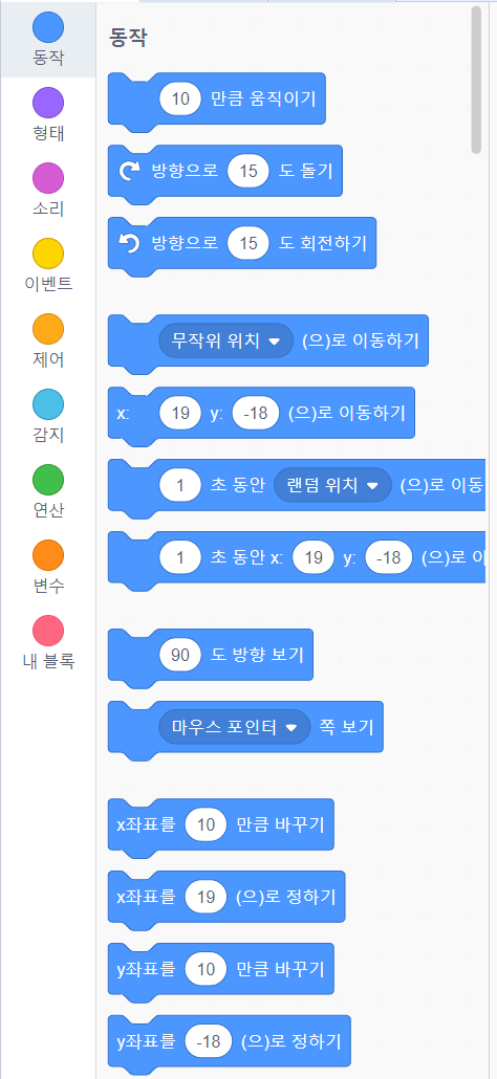 동작
형태
소리
이벤트
제어
감지
연산
변수
내 블록
동작
10 만큼 움직이기
방향으로 15 도 돌기
방향으로 15 도 회전하기
무작위 위치 (으)로 이동하기
x: 19 y: -18 (으)로 이동하기
1 초 동안 랜덤 위치 (으)로 이동
1 초 동안 x: 19 y: -18 (으)로 이
90 도 방향 보기
마우스 포인터 쪽 보기
x좌표를 10 만큼 바꾸기
x좌표를 19 (으)로 정하기
y좌표를 10 만큼 바꾸기
y좌표를 -18 (으)로 정하기